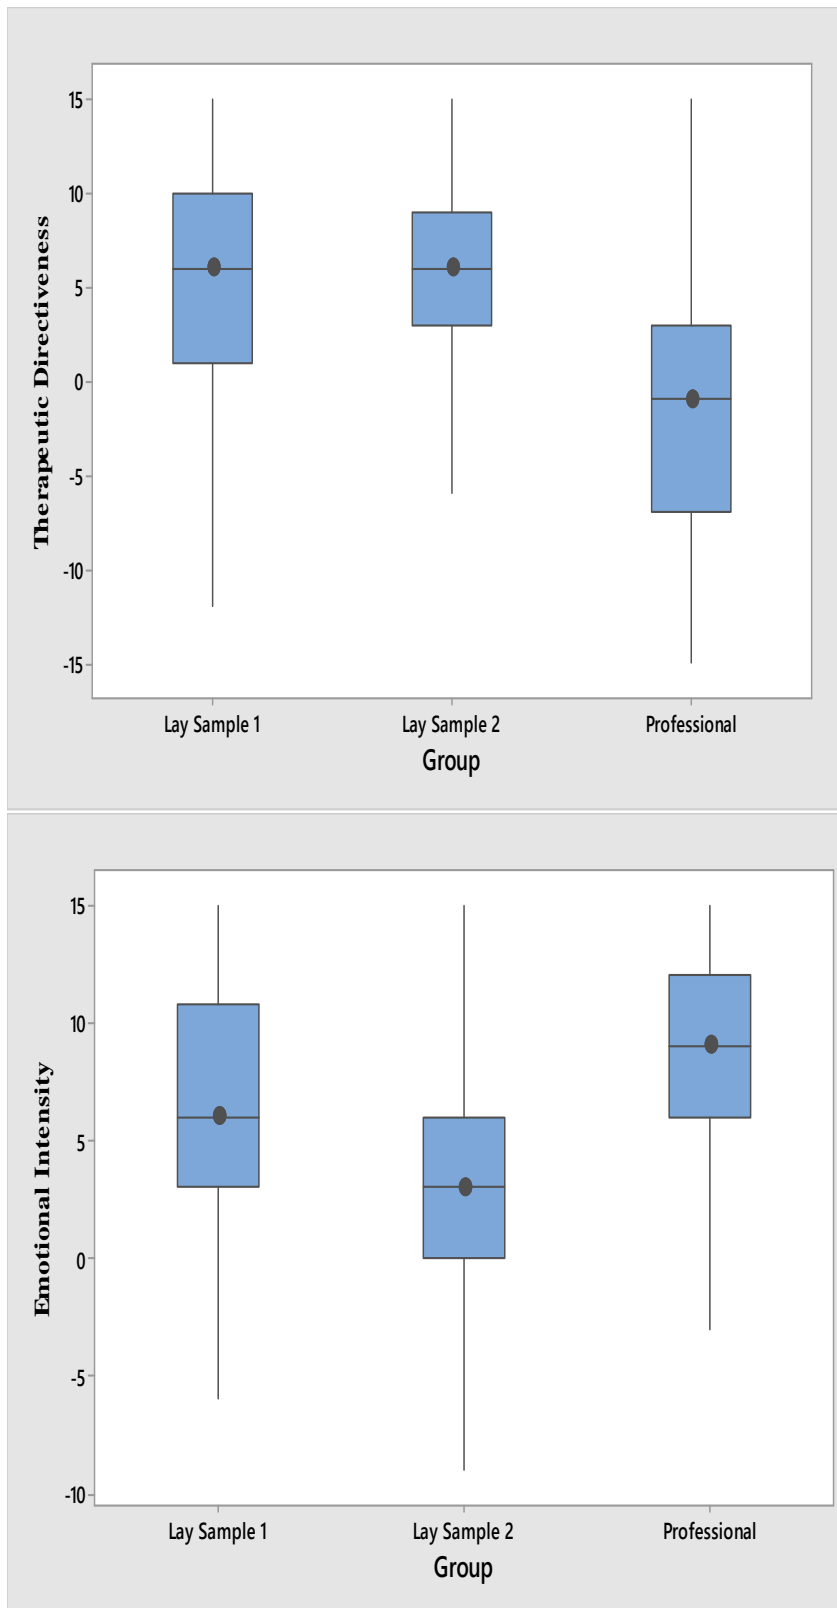 Therapeutic Directiveness
15
10
5
0
-5
-10
-15
Lay Sample 1 Lay Sample 2 Professional
Group
Emotional Intensity
15
10
5
0
-5
-10
Lay Sample 1 Lay Sample 2 Professional
Group